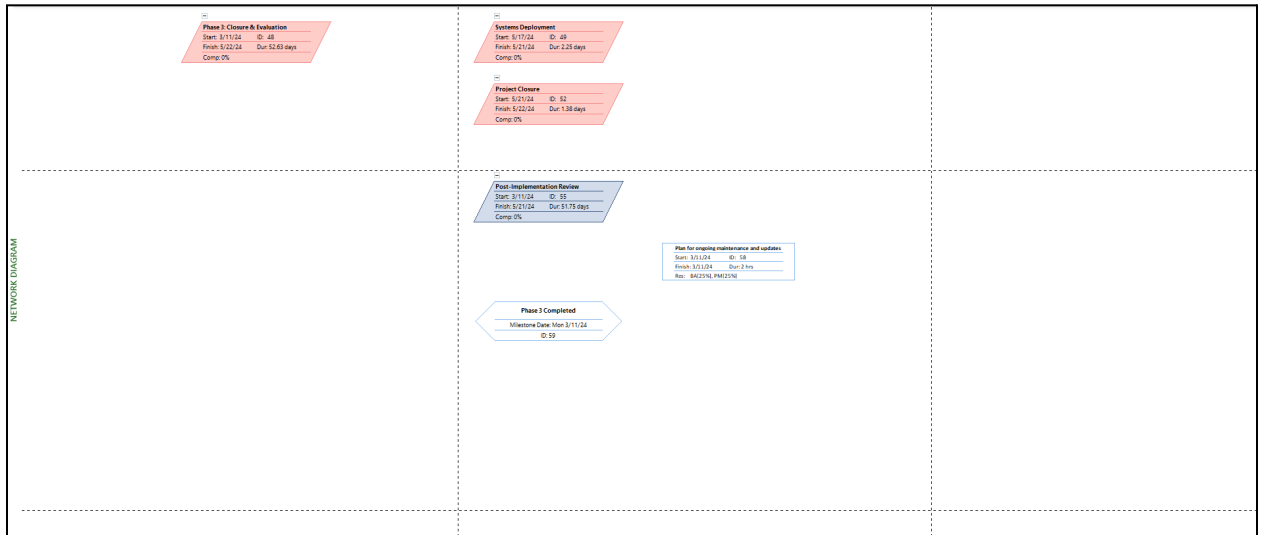 Phase 3: Closure & Evaluation
Start: 3/11/24 ID: 48
Finish: 5/22/24 Dur: 52.63 days
Comp: 0%
Systems Deployment
Start: 5/17/24 ID: 49
Finish: 5/21/24 Dur: 2.25 days
Comp: 0%
Project Closure
Start: 5/21/24 ID: 52
Finish: 5/22/24 Dur: 1.38 days
Comp: 0%
NETWORK DIAGRAM
Post-Implementation Review
Start: 3/11/24 ID: 55
Finish: 5/21/24 Dur: 51.75 days
Comp: 0%
Plan for ongoing maintenance and updates
Start: 3/11/24 ID: 58
Finish: 3/11/24 Dur: 2 hrs
Res: BA[25%], PM[25%]
Phase 3 Completed
Milestone Date: Mon 3/11/24
ID: 59